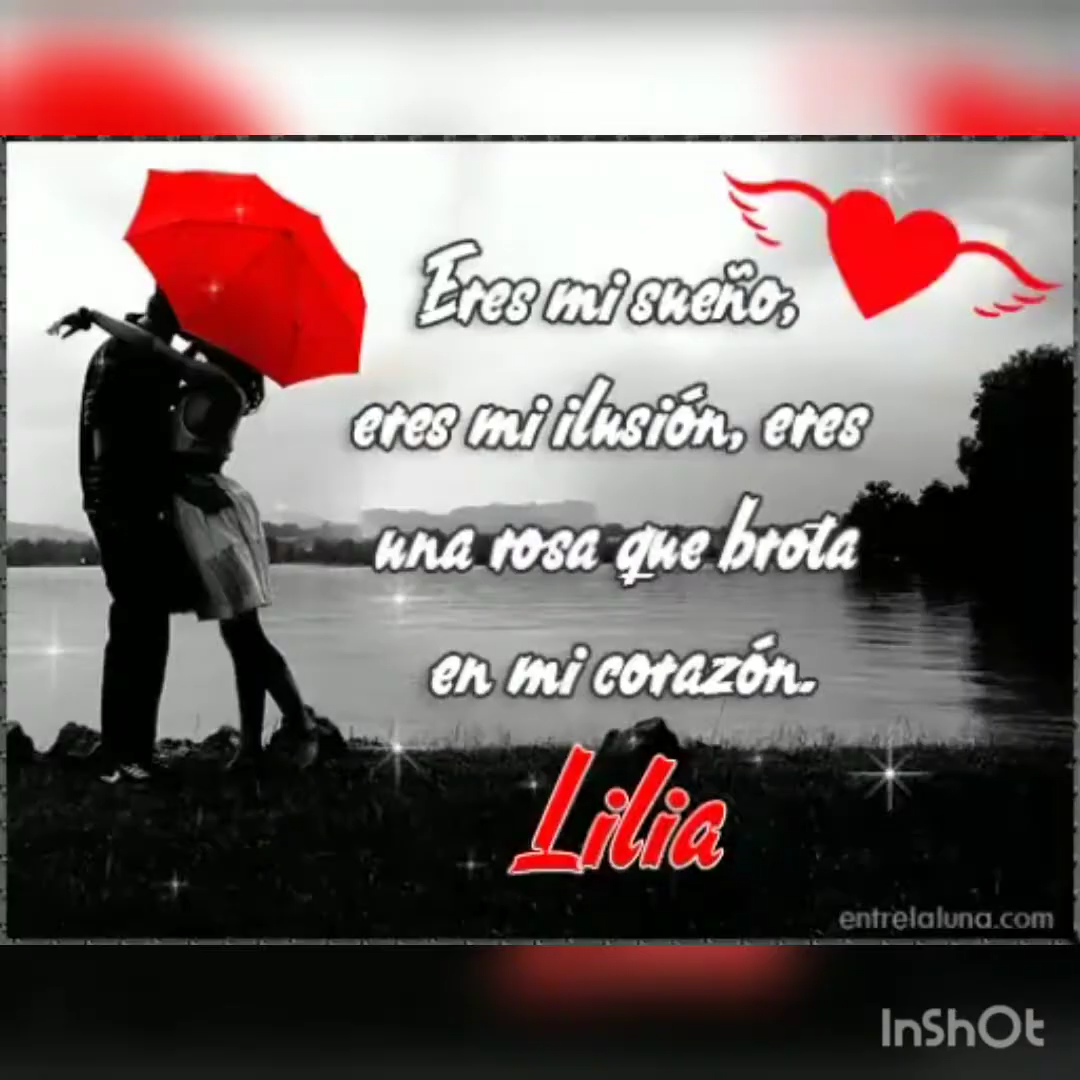 Eres mi sueño,
eres mi ilusión, eres
una rosa que brota
en mi corazón.
Lilia
entrelaluna.com
InShOt